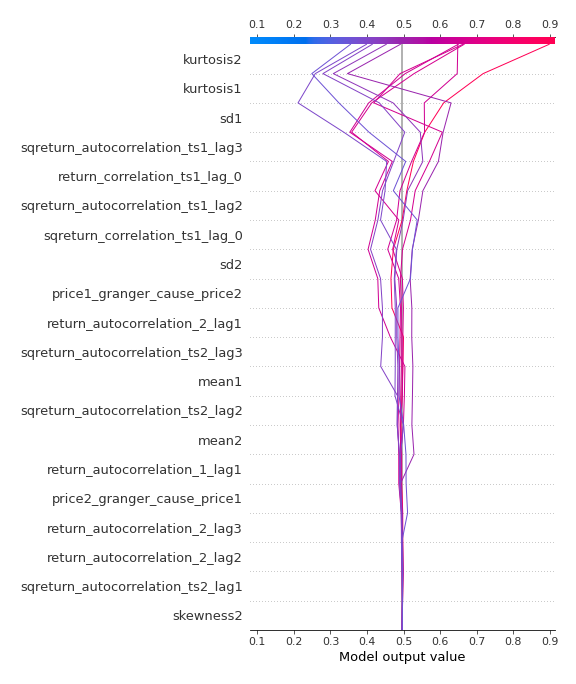 0.1 0.2 0.3 0.4 0.5 0.6 0.7 0.8 0.9
kurtosis2
kurtosis1
sd1
sqreturn_autocorrelation_ts1_lag3
return_correlation_ts1_lag_0
sqreturn_autocorrelation_ts1_lag2
sqreturn_correlation_ts1_lag_0
sd2
price1_granger_cause_price2
return_autocorrelation_2_lag1
sqreturn_autocorrelation_ts2_lag3
mean1
sqreturn_autocorrelation_ts2_lag2
mean2
return_autocorrelation_1_lag1
price2_granger_cause_price1
return_autocorrelation_2_lag3
return_autocorrelation_2_lag2
sqreturn_autocorrelation_ts2_lag1
skewness2
0.1 0.2 0.3 0.4 0.5 0.6 0.7 0.8 0.9
Model output value